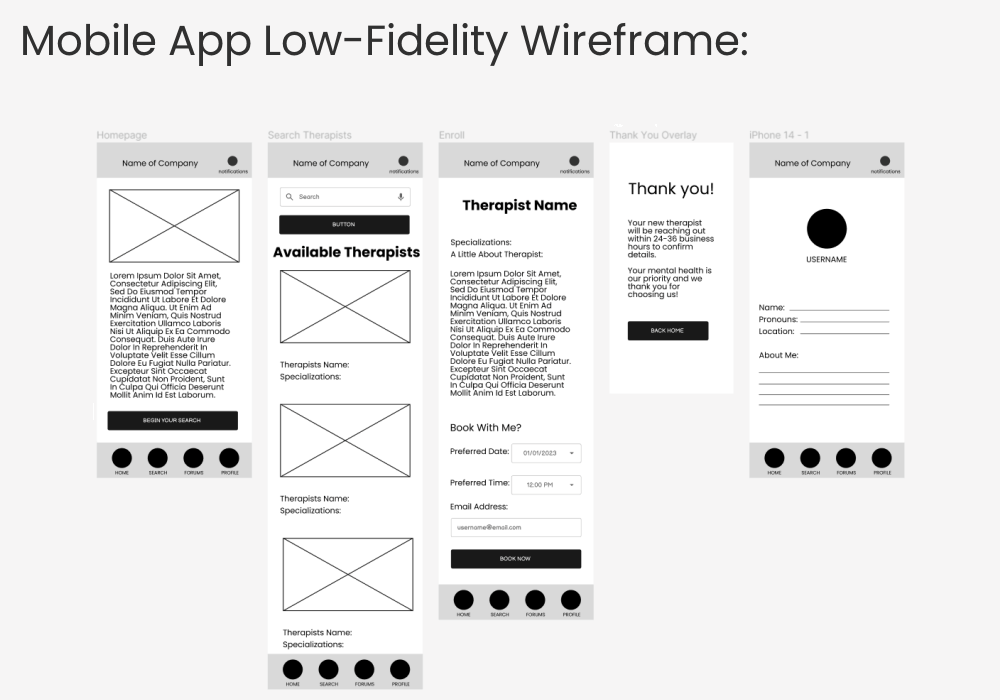 Mobile App Low-Fidelity Wireframe:
Homepage
Name of Company
notifications
Lorem Ipsum Dolor Sit Amet,
Consectetur Adipiscing Elit,
Sed Do Eiusmod Tempor
Incididunt Ut Labore Et Dolore
Magna Aliqua. Ut Enim Ad
Minim Veniam, Quis Nostrud
Exercitation Ullamco Laboris
Nisi Ut Aliquip Ex Ea Commodo
Consequat. Duis Aute Irure
Dolor In Reprehenderit In
Voluptate Velit Esse Cillum
Dolore Eu Fugiat Nulla Pariatur.
Excepteur Sint Occaecat
Cupidatat Non Proident, Sunt
In Culpa Qui Officia Deserunt
Mollit Anim Id Est Laborum.
BEGIN YOUR SEARCH
HOME SEARCH FORUMS PROFILE
Search Therapists
Name of Company
notifications
Search
BUTTON
Available Therapists
Therapists Name:
Specializations:
Therapists Name:
Specializations:
Therapists Name:
Specializations:
HOME SEARCH FORUMS PROFILE
Enroll
Name of Company
notifications
Therapist Name
Specializations:
A Little About Therapist:
Lorem Ipsum Dolor Sit Amet,
Consectetur Adipiscing Elit,
Sed Do Eiusmod Tempor
Incididunt Ut Labore Et Dolore
Magna Aliqua. Ut Enim Ad
Minim Veniam, Quis Nostrud
Exercitation Ullamco Laboris
Nisi Ut Aliquip Ex Ea Commodo
Consequat. Duis Aute Irure
Dolor In Reprehenderit In
Voluptate Velit Esse Cillum
Dolore Eu Fugiat Nulla Pariatur.
Excepteur Sint Occaecat
Cupidatat Non Proident, Sunt
In Culpa Qui Officia Deserunt
Mollit Anim Id Est Laborum.
Book With Me?
Preferred Date: 01/01/2023
Preferred Time: 12:00 PM
Email Address:
username@email.com
BOOK NOW
HOME SEARCH FORUMS PROFILE
Thank You Overlay
Thank you!
Your new therapist
will be reaching out
within 24-36 business
hours to confirm
details.
Your mental health is
our priority and we
thank you for
choosing us!
BACK HOME
iPhone 14 - 1
Name of Company
notifications
USERNAME
Name:
Pronouns:
Location:
About Me:
HOME SEARCH FORUMS PROFILE